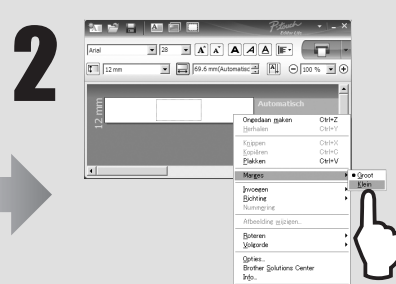 2
P-touch
Editor Lite
Arial 28 A A A A A
12 mm 69.6 mm(Automatisc A 100 %
12 mm
Automatisch
Ongedaan maken Ctrl+Z
Herhalen Ctrl+Y
Knippen Ctrl+X
Kopiëren Ctrl+C
Plakken Ctrl+V
Marges
Groot
Klein
Invoegen
Richting
Nummering
Afbeelding wijzigen..
Roteren
Volgorde
Opties..
Brother Solutions Center
Info..